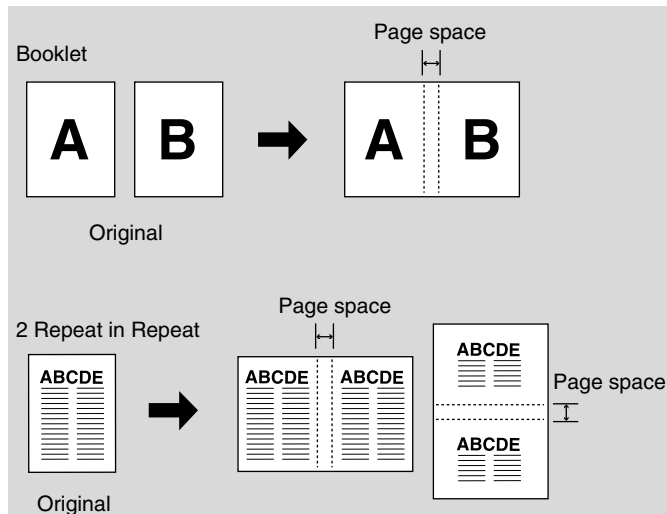 Page space
Booklet
A
B
A
B
Original
Page space
2 Repeat in Repeat
ABCDE
ABCDE
ABCDE
ABCDE
Page space
ABCDE
Original